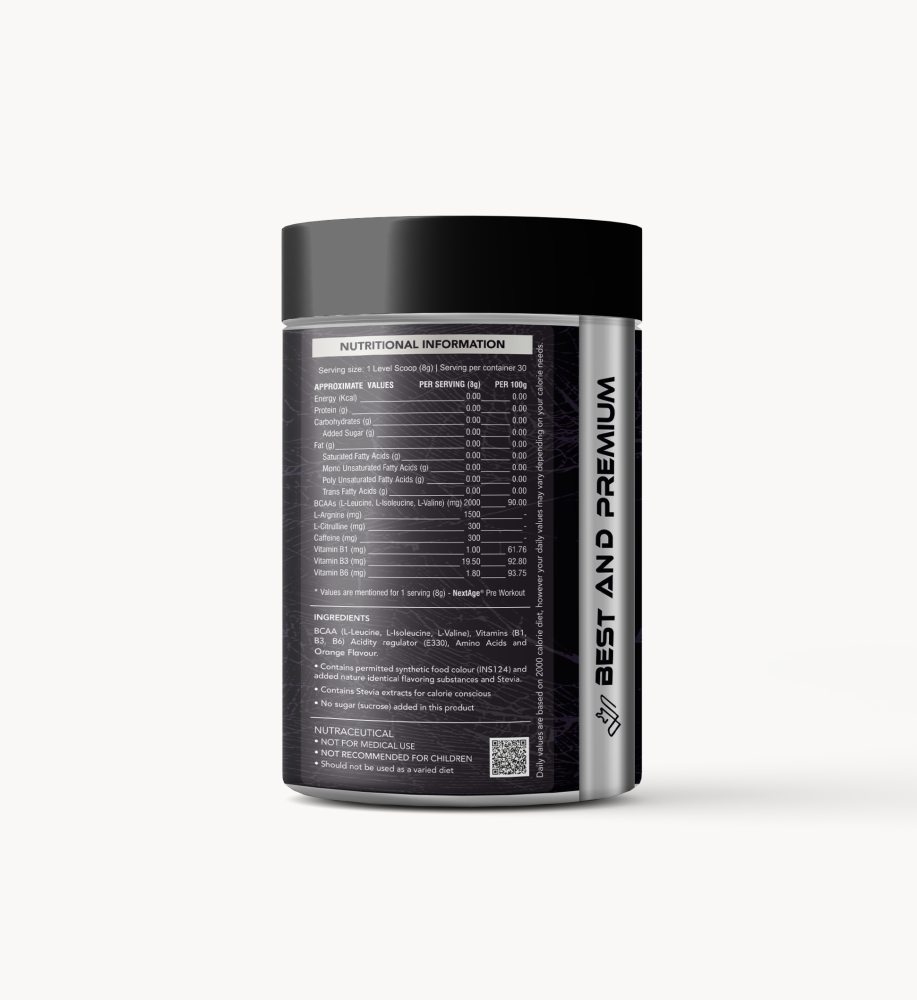 NUTRITIONAL INFORMATION
Serving size: 1 Level Scoop (8g) | Serving per container 30
APPROXIMATE VALUES PER SERVING (8g) PER 100g
Energy (Kcal) 0.00 0.00
Protein (g) 0.00 0.00
Carbohydrates (g) 0.00 0.00
Added Sugar (g) 0.00 0.00
Fat (g) 0.00 0.00
Saturated Fatty Acids (g) 0.00 0.00
Mono Unsaturated Fatty Acids (g) 0.00 0.00
Poly Unsaturated Fatty Acids (g) 0.00 0.00
Trans Fatty Acids (g) 0.00 0.00
BCAAs (L-Leucine, L-Isoleucine, L-Valine) (mg) 2000 90.00
L-Arginine (mg) 1500 -
L-Citrulline (mg) 300 -
Caffeine (mg) 300 -
Vitamin B1 (mg) 1.00 61.76
Vitamin B3 (mg) 19.50 92.80
Vitamin B6 (mg) 1.80 93.75
* Values are mentioned for 1 serving (8g) - NextAge® Pre Workout
INGREDIENTS
BCAA (L-Leucine, L-Isoleucine, L-Valine), Vitamins (B1,
B3, B6) Acidity regulator (E330), Amino Acids and
Orange Flavour.
• Contains permitted synthetic food colour (INS124) and
added nature identical flavoring substances and Stevia.
• Contains Stevia extracts for calorie conscious
• No sugar (sucrose) added in this product
NUTRACEUTICAL
• NOT FOR MEDICAL USE
• NOT RECOMMENDED FOR CHILDREN
• Should not be used as a varied diet
Daily values are based on 2000 calorie diet, however your daily values may vary depending on your calorie needs.
BEST AND PREMIUM